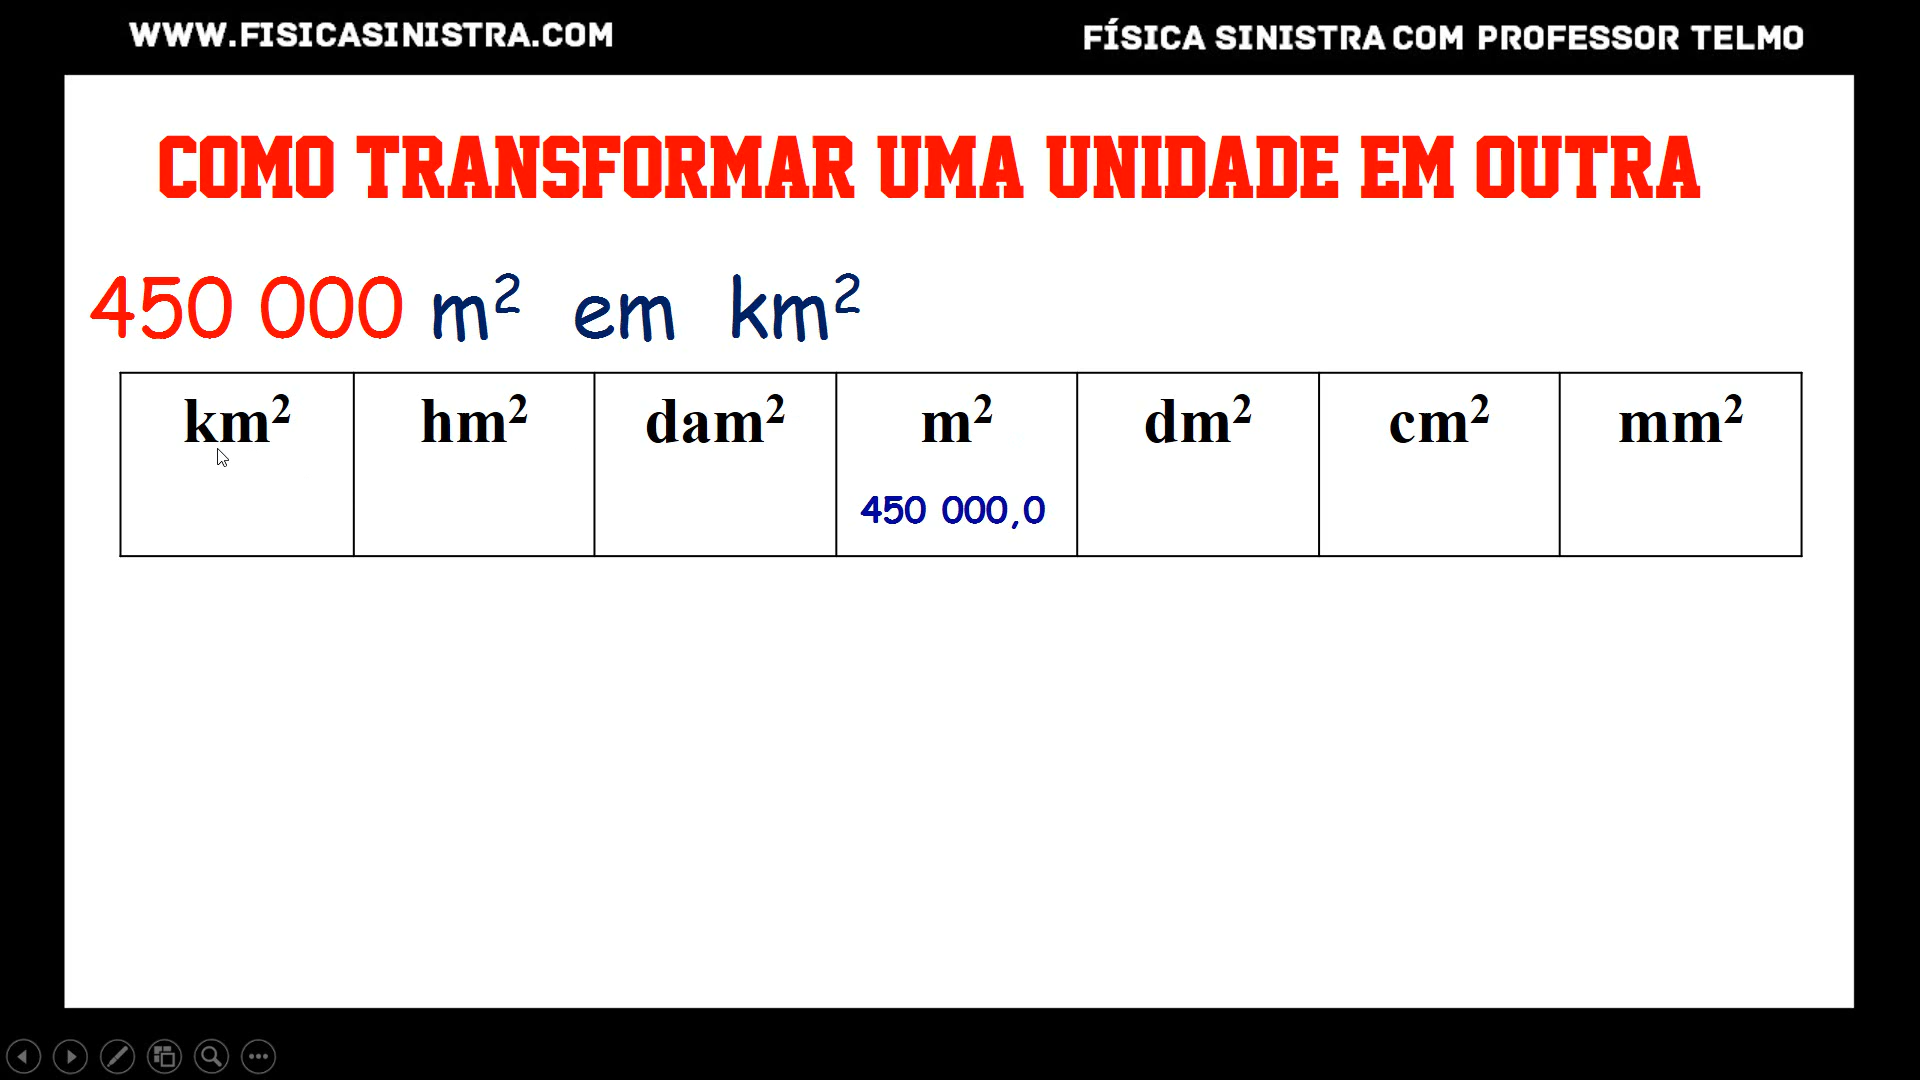 WWW.FISICASINISTRA.COM
FÍSICA SINISTRA COM PROFESSOR TELMO
COMO TRANSFORMAR UMA UNIDADE EM OUTRA
450 000 m² em km²
km² hm² dam² m² dm² cm² mm²
450 000,0